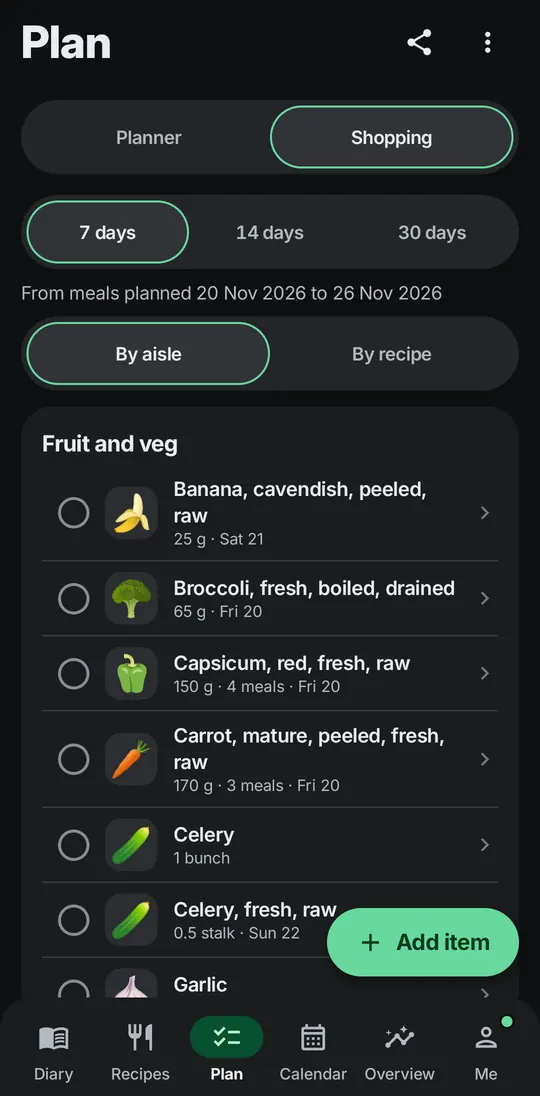 Plan
Planner
Shopping
7 days
14 days
30 days
From meals planned 20 Nov 2026 to 26 Nov 2026
By aisle
By recipe
Fruit and veg
Banana, cavendish, peeled,
raw
25 g · Sat 21
Broccoli, fresh, boiled, drained
65 g · Fri 20
Capsicum, red, fresh, raw
150 g · 4 meals · Fri 20
Carrot, mature, peeled, fresh,
raw
170 g · 3 meals · Fri 20
Celery
1 bunch
Celery, fresh, raw
0.5 stalk · Sun 22
+ Add item
Garlic
Diary
Recipes
Plan
Calendar
Overview
Me